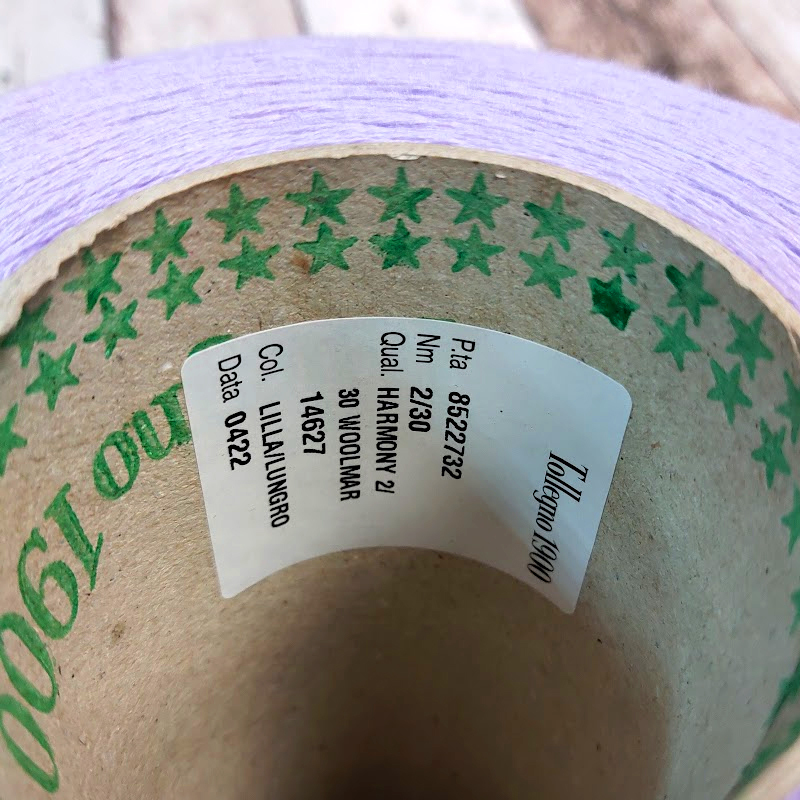 Tollegno 1900
P.ta 8522732
Nm 2/30
Qual. HARMONY 2/
30 WOOLMAR
14627
Col. LILLA/LUNGRO
Data 0422
no 1900